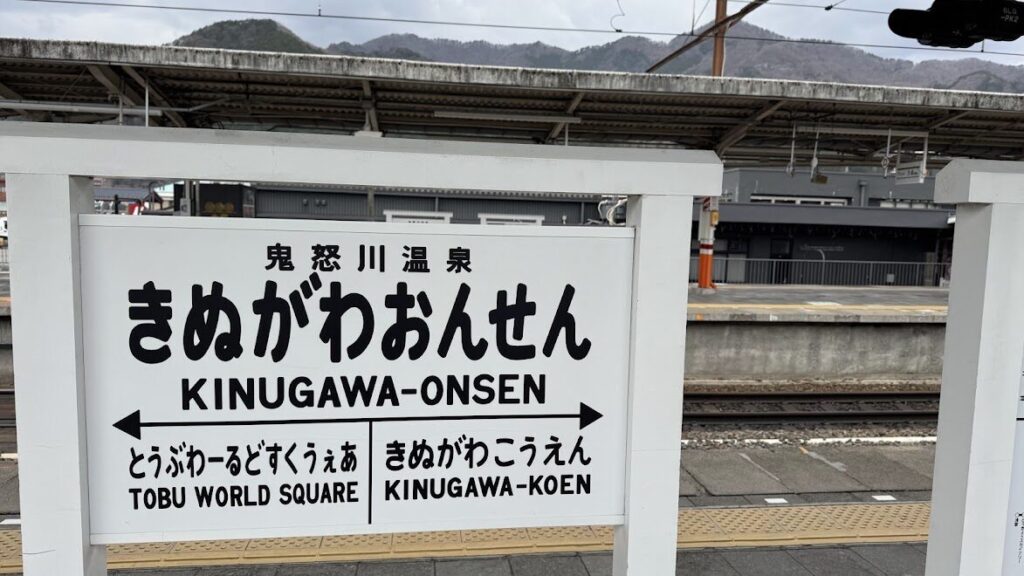 鬼怒川温泉
きぬがわおんせん
KINUGAWA-ONSEN
とうぶわーるどすくうぇあ
TOBU WORLD SQUARE
きぬがわこうえん
KINUGAWA-KOEN